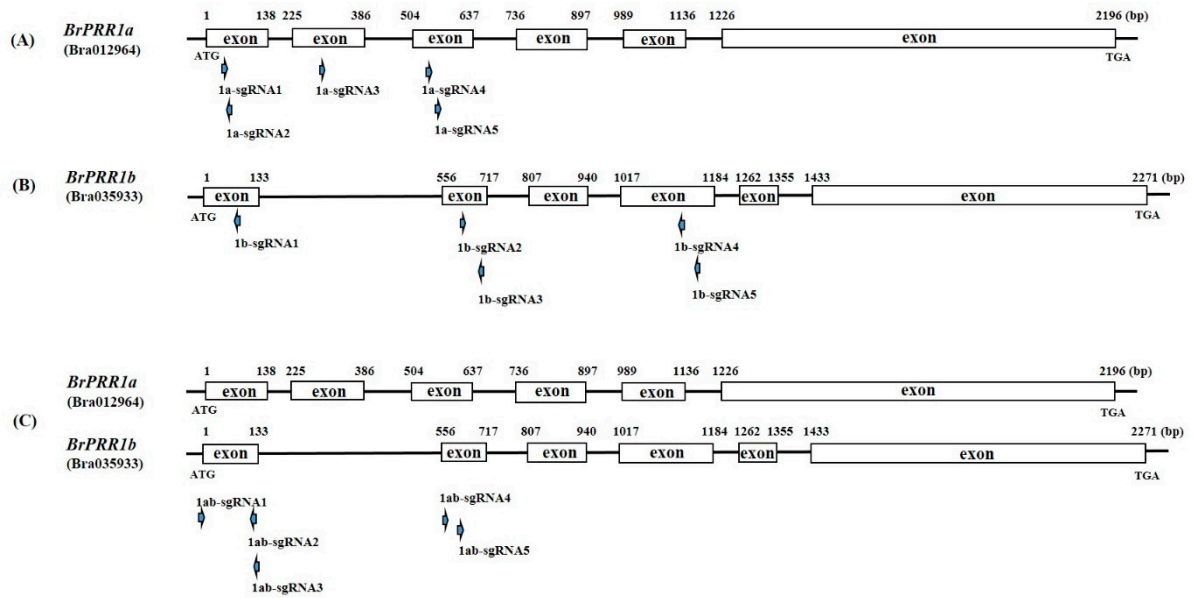 1 138 225 386 504 637 736 897 989 1136 1226 2196 (bp)
(A) BrPRR1a exon exon exon exon exon exon
(Bra012964) ATG TGA
1a-sgRNA1 1a-sgRNA3 1a-sgRNA4
1a-sgRNA2 1a-sgRNA5
1 133 556 717 807 940 1017 1184 1262 1355 1433 2271 (bp)
(B) BrPRR1b exon exon exon exon exon exon
(Bra035933) ATG TGA
1b-sgRNA1 1b-sgRNA2 1b-sgRNA4
1b-sgRNA3 1b-sgRNA5
1 138 225 386 504 637 736 897 989 1136 1226 2196 (bp)
BrPRR1a exon exon exon exon exon exon
(Bra012964) ATG TGA
(C)
1 133 556 717 807 940 1017 1184 1262 1355 1433 2271 (bp)
BrPRR1b exon exon exon exon exon exon
(Bra035933) ATG TGA
1ab-sgRNA1 1ab-sgRNA4
1ab-sgRNA2 1ab-sgRNA5
1ab-sgRNA3